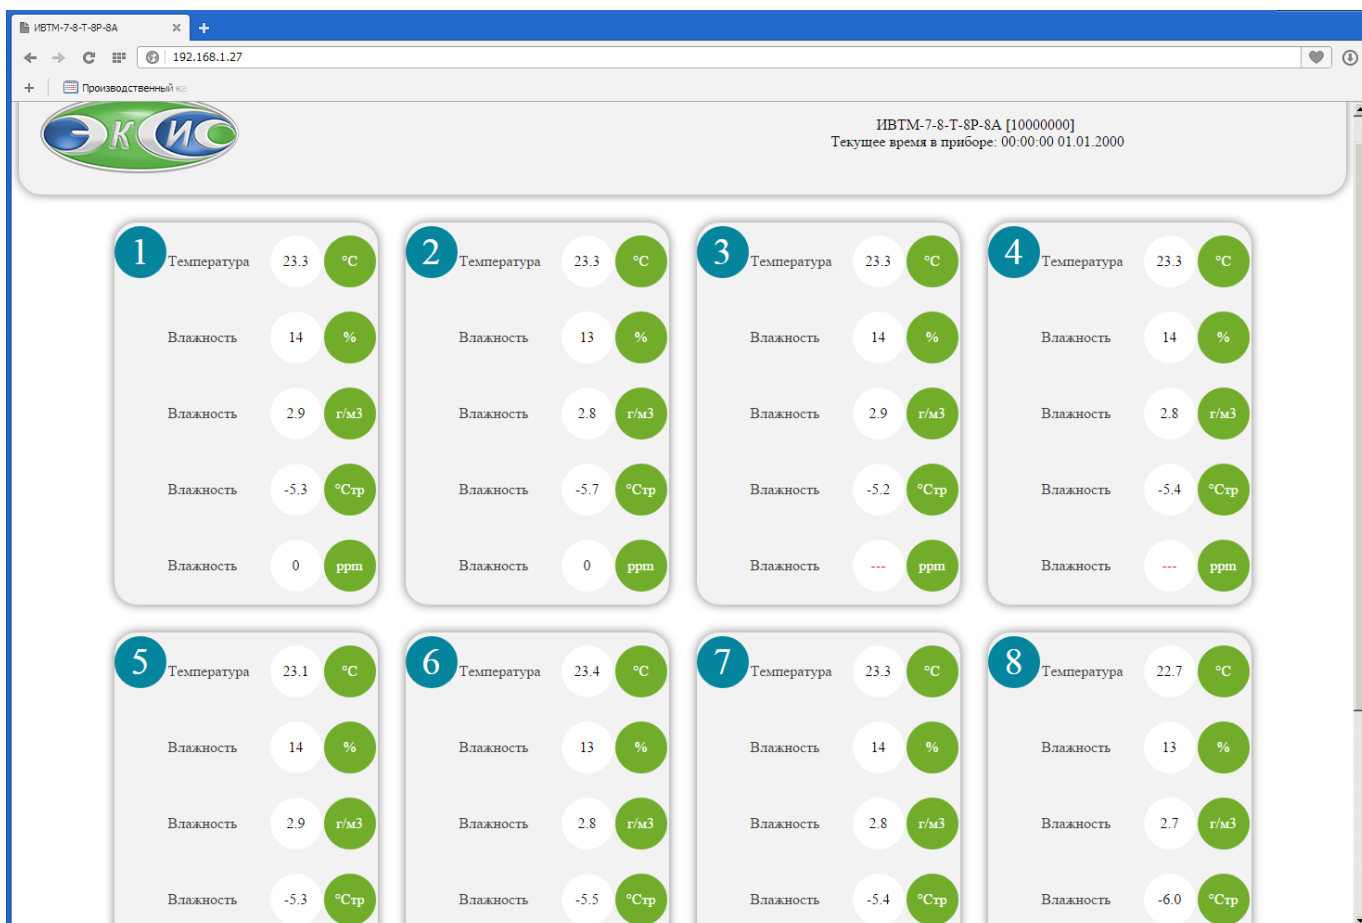 ИВТМ-7-8-Т-8Р-8А
192.168.1.27
Производственный ка
ЭКИС
ИВТМ-7-8-Т-8Р-8А [10000000]
Текущее время в приборе: 00:00:00 01.01.2000
1 Температура 23.3 °C 2 Температура 23.3 °C 3 Температура 23.3 °C 4 Температура 23.3 °C
Влажность 14 % Влажность 13 % Влажность 14 % Влажность 14 %
Влажность 2.9 г/м3 Влажность 2.8 г/м3 Влажность 2.9 г/м3 Влажность 2.8 г/м3
Влажность -5.3 °Стр Влажность -5.7 °Стр Влажность -5.2 °Стр Влажность -5.4 °Стр
Влажность 0 ppm Влажность 0 ppm Влажность --- ppm Влажность --- ppm
5 Температура 23.1 °C 6 Температура 23.4 °C 7 Температура 23.3 °C 8 Температура 22.7 °C
Влажность 14 % Влажность 13 % Влажность 14 % Влажность 13 %
Влажность 2.9 г/м3 Влажность 2.8 г/м3 Влажность 2.8 г/м3 Влажность 2.7 г/м3
Влажность -5.3 °Стр Влажность -5.5 °Стр Влажность -5.4 °Стр Влажность -6.0 °Стр